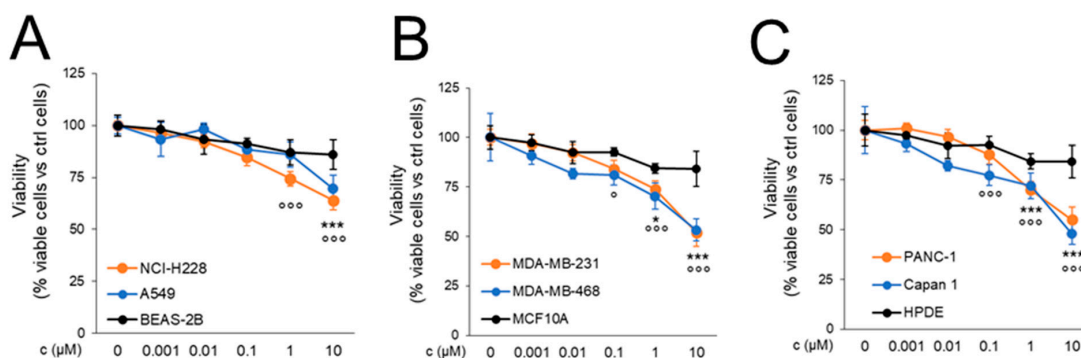 A
B
C
Viability
(% viable cells vs ctrl cells)
125
100
75
50
25
0
NCI-H228
A549
BEAS-2B
°°°
***
°°°
c (μM)
0
0.001
0.01
0.1
1
10
Viability
(% viable cells vs ctrl cells)
125
100
75
50
25
0
MDA-MB-231
MDA-MB-468
MCF10A
°
*
°°°
***
°°°
c (μM)
0
0.001
0.01
0.1
1
10
Viability
(% viable cells vs ctrl cells)
125
100
75
50
25
0
PANC-1
Capan 1
HPDE
°°°
***
°°°
***
°°°
c (μM)
0
0.001
0.01
0.1
1
10